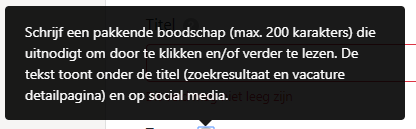 Titel
Schrijf een pakkende boodschap (max. 200 karakters) die
uitnodigt om door te klikken en/of verder te lezen. De
tekst toont onder de titel (zoekresultaat en vacature
detailpagina) en op social media.
niet leeg zijn